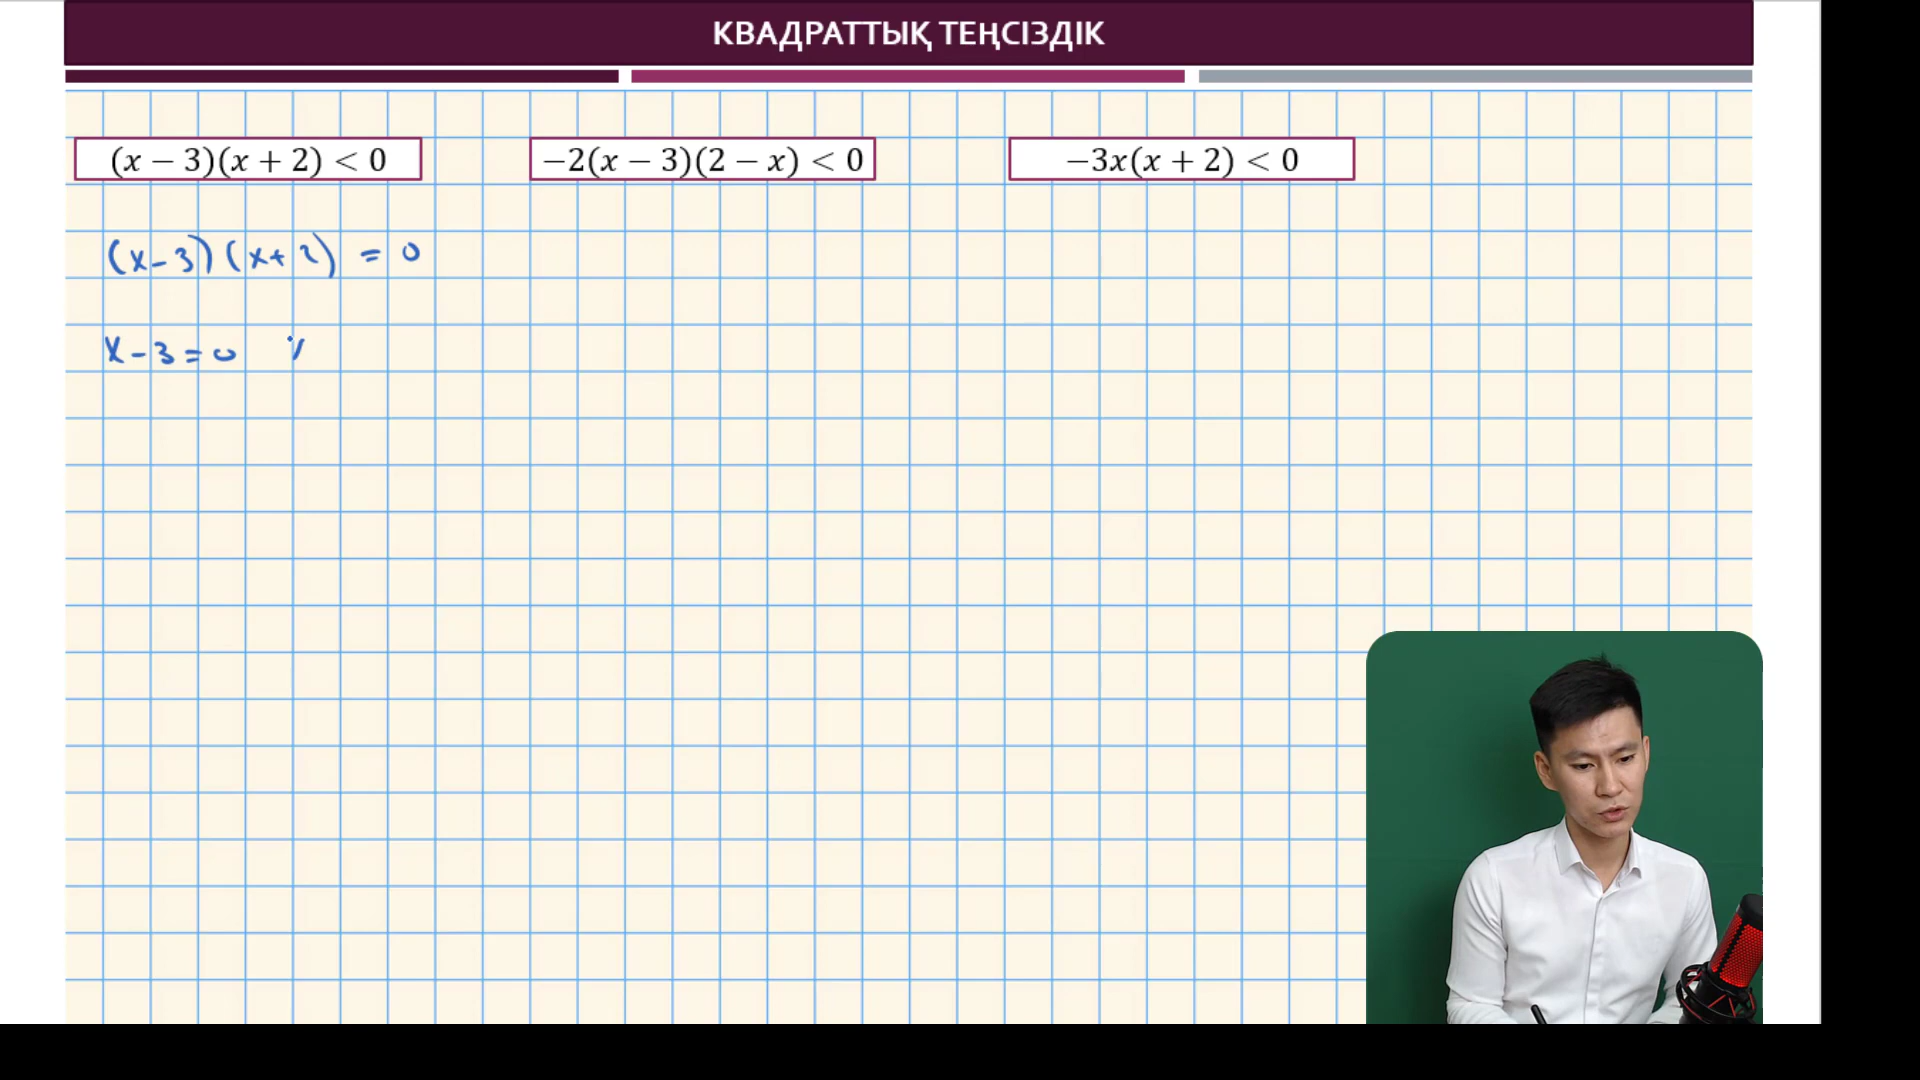 КВАДРАТТЫҚ ТЕҢСІЗДІК
(x − 3)(x + 2) < 0
−2(x − 3)(2 − x) < 0
−3x(x + 2) < 0
(x-3)(x+2) = 0
x-3=0